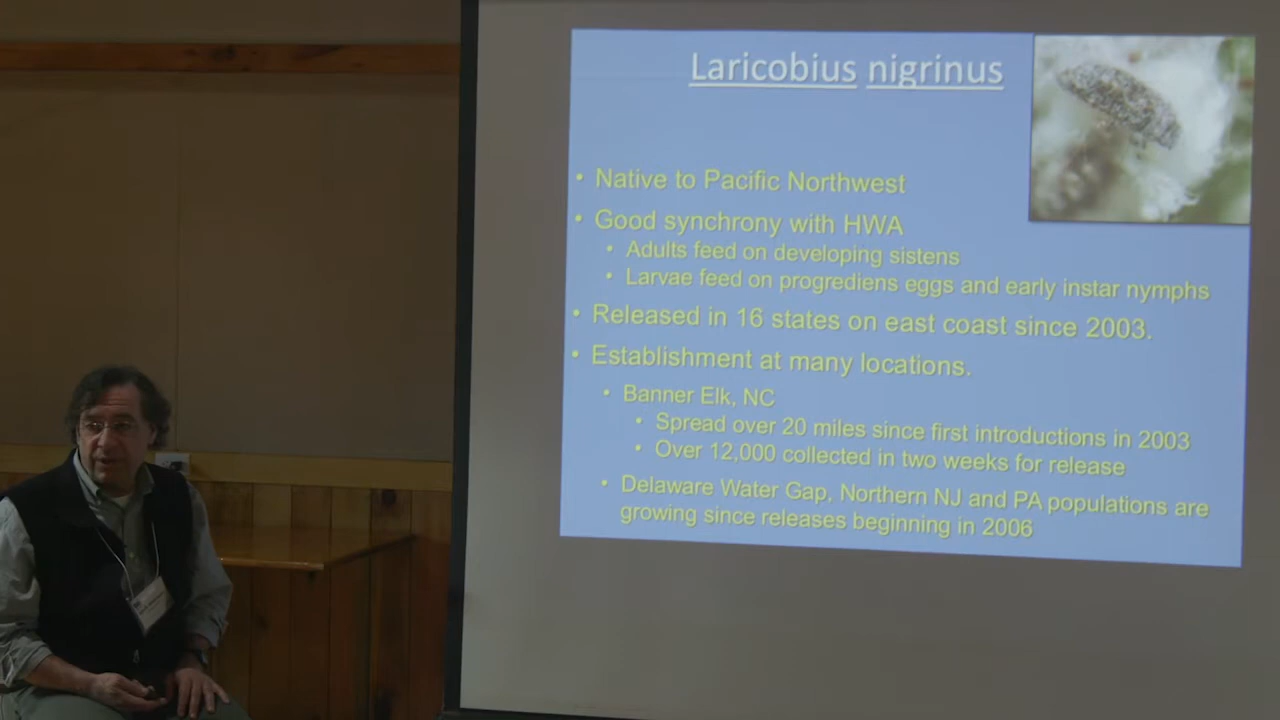 Laricobius nigrinus
• Native to Pacific Northwest
• Good synchrony with HWA
• Adults feed on developing sistens
• Larvae feed on progrediens eggs and early instar nymphs
• Released in 16 states on east coast since 2003.
• Establishment at many locations.
• Banner Elk, NC
• Spread over 20 miles since first introductions in 2003
• Over 12,000 collected in two weeks for release
• Delaware Water Gap, Northern NJ and PA populations are
growing since releases beginning in 2006